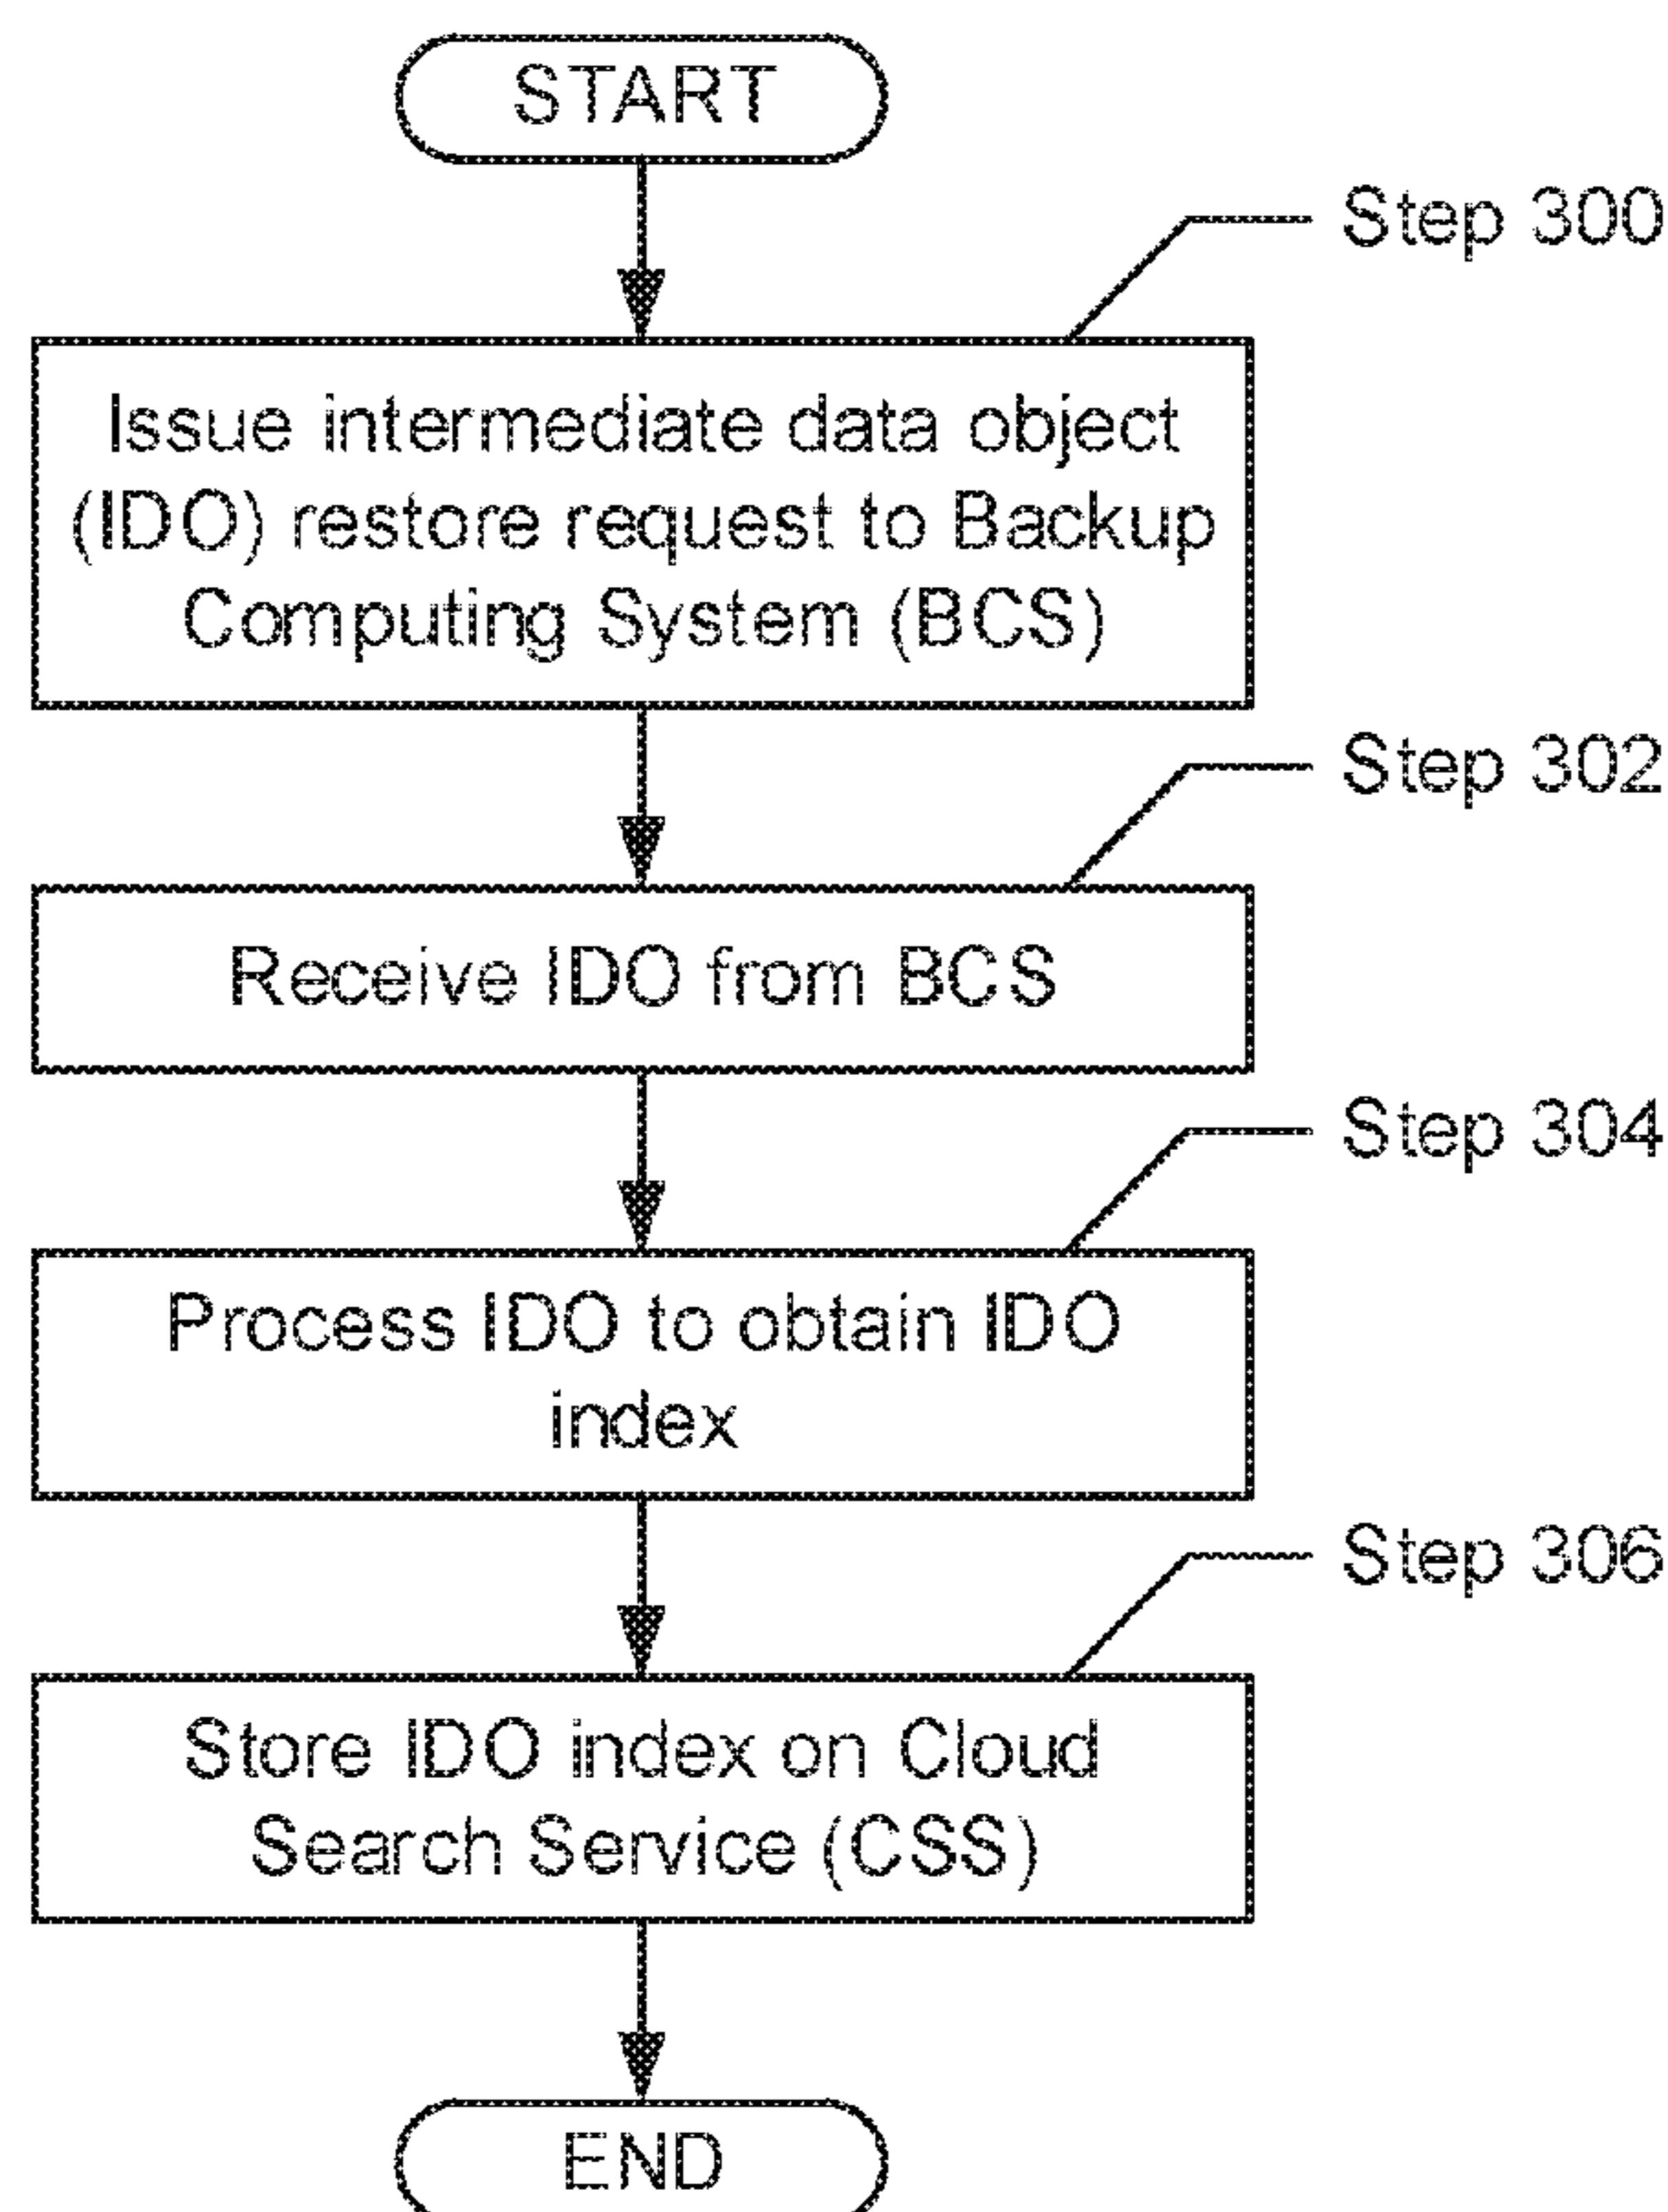 START
Step 300
Issue intermediate data object
(IDO) restore request to Backup
Computing System (BCS)
Step 302
Receive IDO from BCS
Step 304
Process IDO to obtain IDO
index
Step 306
Store IDO index on Cloud
Search Service (CSS)
END